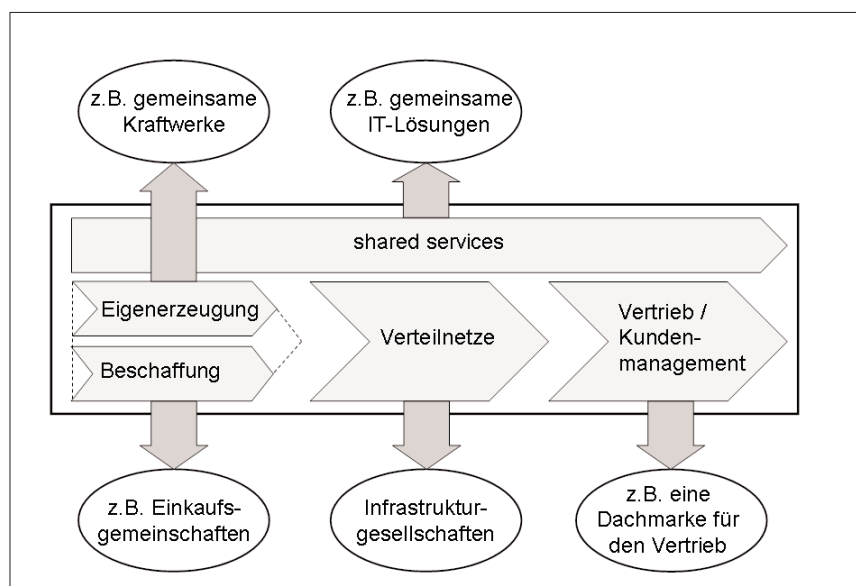 z.B. gemeinsame
Kraftwerke
z.B. gemeinsame
IT-Lösungen
shared services
Eigenerzeugung
Beschaffung
Verteilnetze
Vertrieb /
Kunden-
management
z.B. Einkaufs-
gemeinschaften
Infrastruktur-
gesellschaften
z.B. eine
Dachmarke für
den Vertrieb